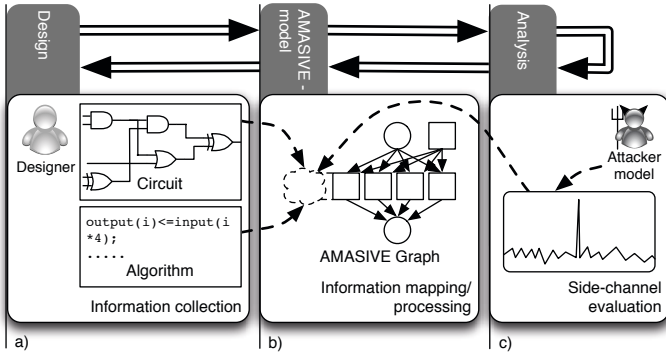 Design
AMASIVE -
model
Analysis
Designer
Circuit
output(i)<=input(i
*4);
.....
Algorithm
Information collection
AMASIVE Graph
Information mapping/
processing
Attacker
model
Side-channel
evaluation
a)
b)
c)